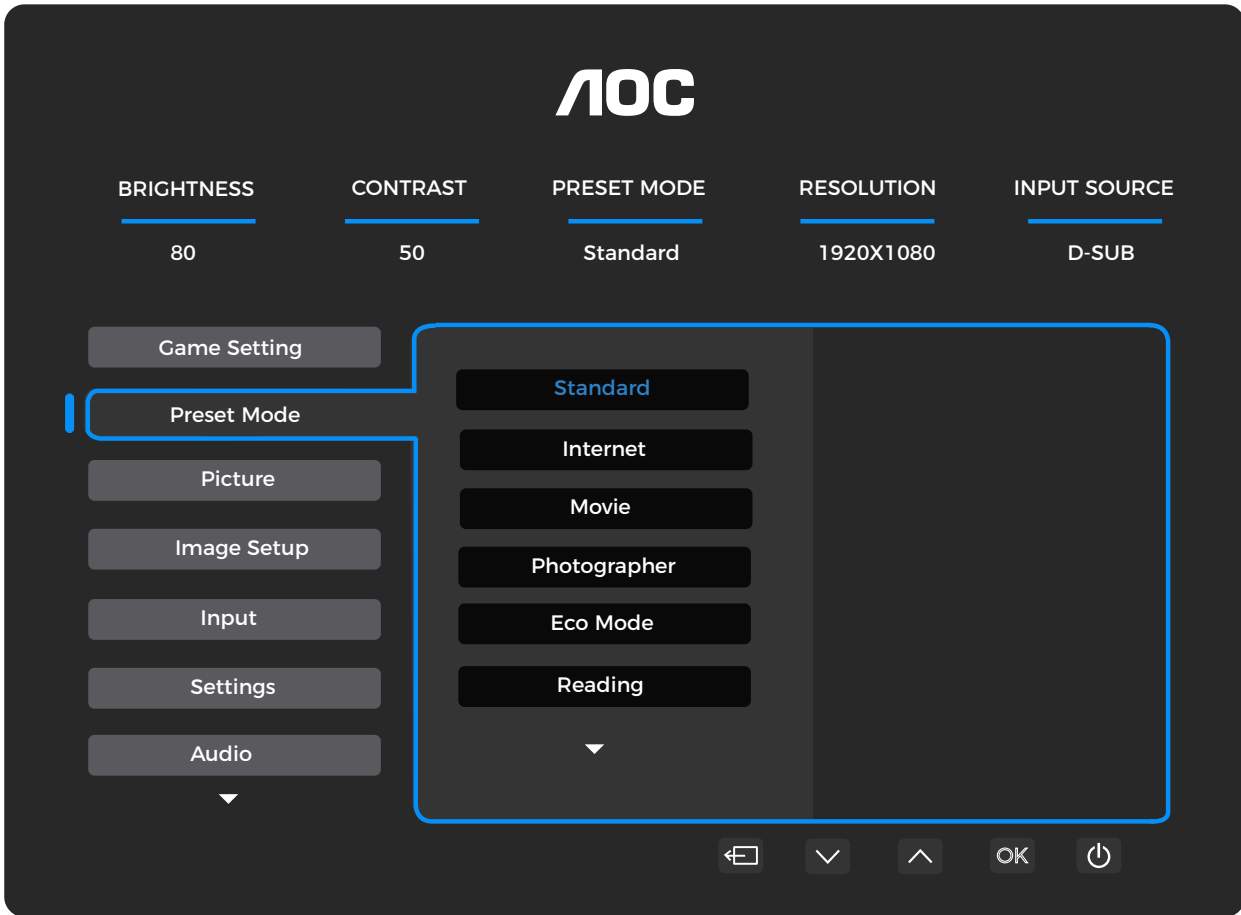 AOC
BRIGHTNESS CONTRAST PRESET MODE RESOLUTION INPUT SOURCE
80 50 Standard 1920X1080 D-SUB
Game Setting
Preset Mode
Picture
Image Setup
Input
Settings
Audio
Standard
Internet
Movie
Photographer
Eco Mode
Reading
OK